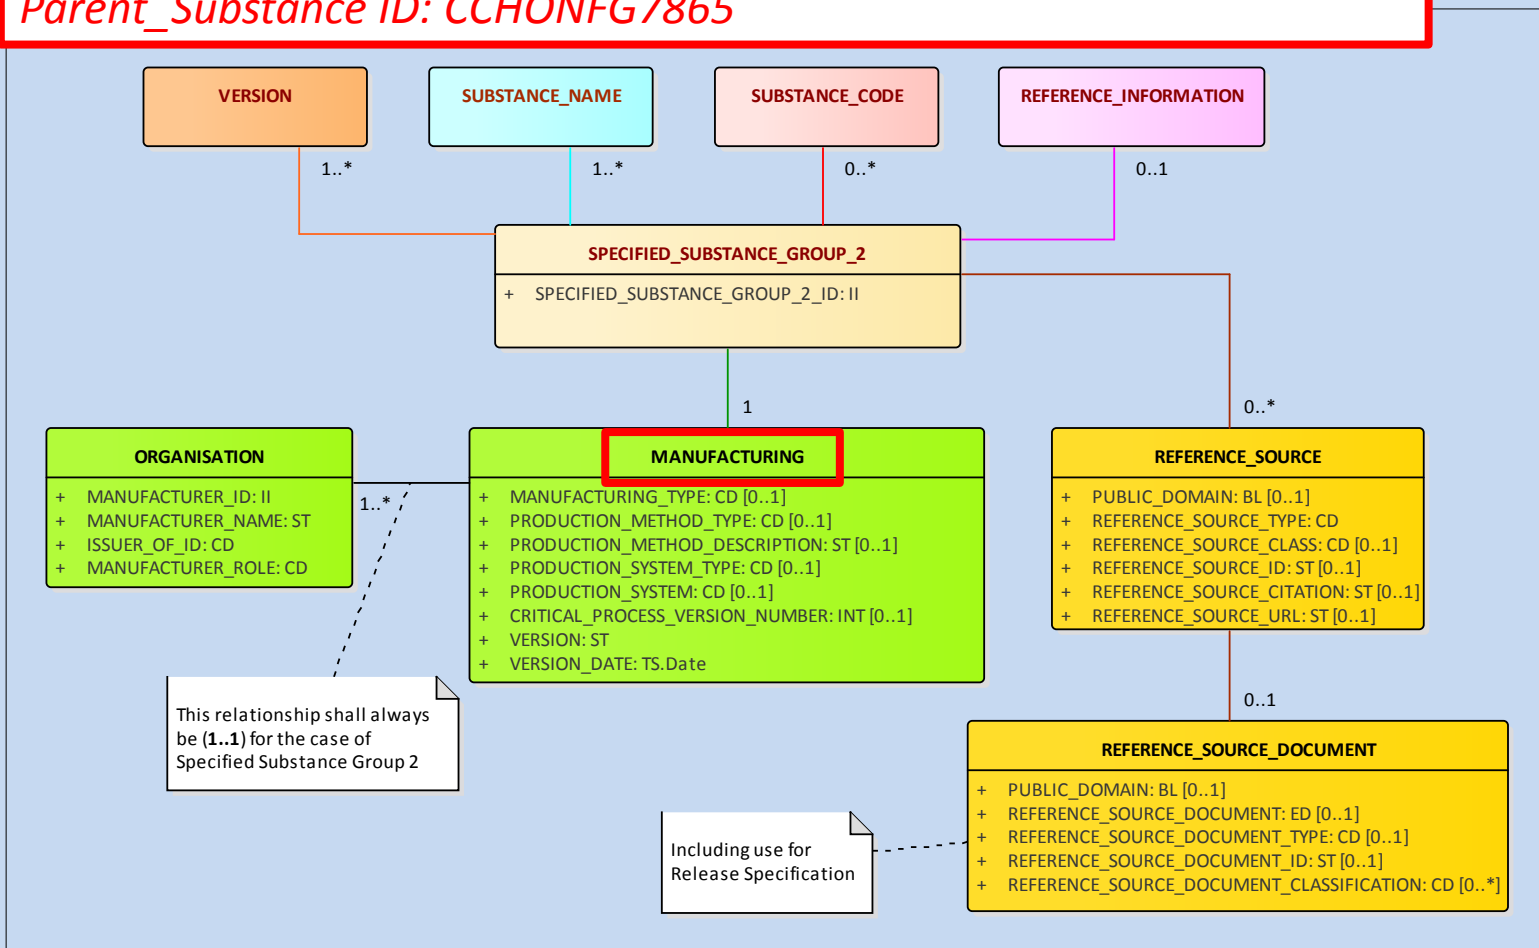 Parent_Substance ID: CCHONFG7865
VERSION
SUBSTANCE_NAME
SUBSTANCE_CODE
REFERENCE_INFORMATION
1..*
1..*
0..*
0..1
SPECIFIED_SUBSTANCE_GROUP_2
+ SPECIFIED_SUBSTANCE_GROUP_2_ID: II
1
0..*
ORGANISATION
+ MANUFACTURER_ID: II
+ MANUFACTURER_NAME: ST
+ ISSUER_OF_ID: CD
+ MANUFACTURER_ROLE: CD
1..*
MANUFACTURING
+ MANUFACTURING_TYPE: CD [0..1]
+ PRODUCTION_METHOD_TYPE: CD [0..1]
+ PRODUCTION_METHOD_DESCRIPTION: ST [0..1]
+ PRODUCTION_SYSTEM_TYPE: CD [0..1]
+ PRODUCTION_SYSTEM: CD [0..1]
+ CRITICAL_PROCESS_VERSION_NUMBER: INT [0..1]
+ VERSION: ST
+ VERSION_DATE: TS.Date
REFERENCE_SOURCE
+ PUBLIC_DOMAIN: BL [0..1]
+ REFERENCE_SOURCE_TYPE: CD
+ REFERENCE_SOURCE_CLASS: CD [0..1]
+ REFERENCE_SOURCE_ID: ST [0..1]
+ REFERENCE_SOURCE_CITATION: ST [0..1]
+ REFERENCE_SOURCE_URL: ST [0..1]
This relationship shall always
be (1..1) for the case of
Specified Substance Group 2
0..1
REFERENCE_SOURCE_DOCUMENT
+ PUBLIC_DOMAIN: BL [0..1]
+ REFERENCE_SOURCE_DOCUMENT: ED [0..1]
+ REFERENCE_SOURCE_DOCUMENT_TYPE: CD [0..1]
+ REFERENCE_SOURCE_DOCUMENT_ID: ST [0..1]
+ REFERENCE_SOURCE_DOCUMENT_CLASSIFICATION: CD [0..*]
Including use for
Release Specification